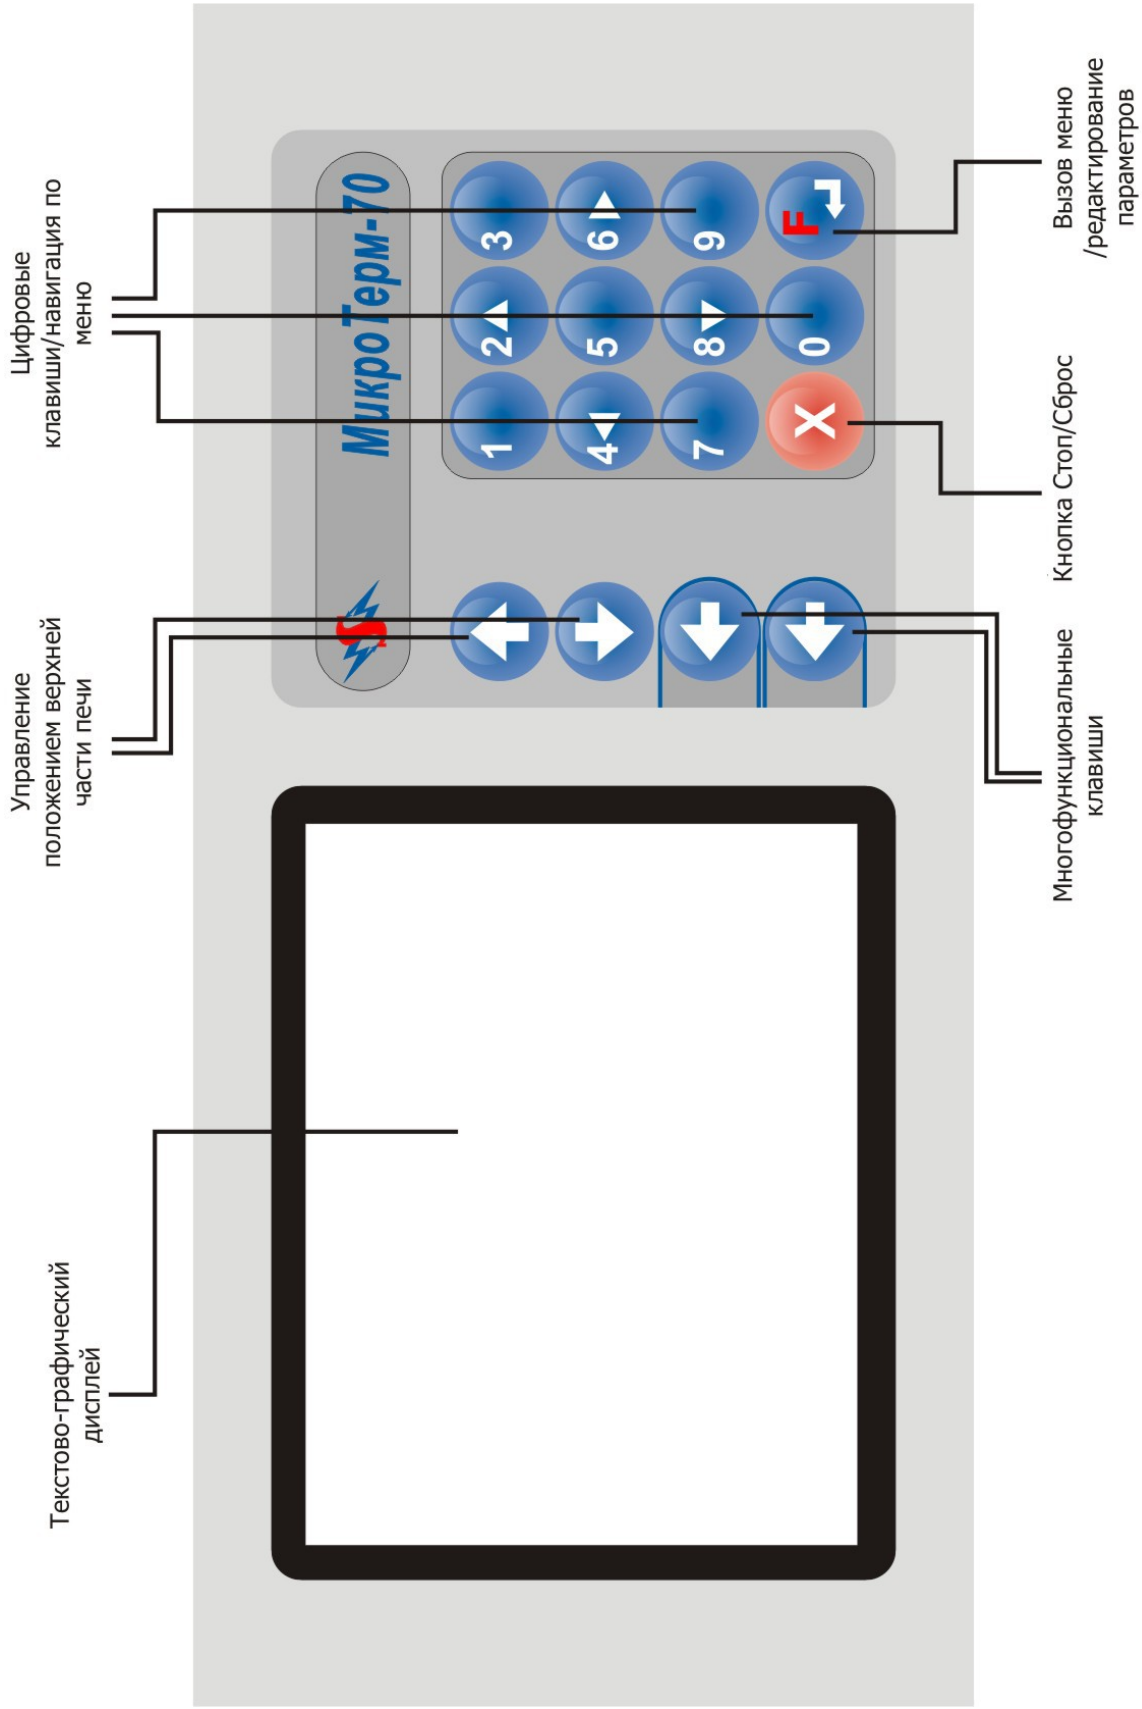 Текстово-графический
дисплей
Управление
положением верхней
части печи
Цифровые
клавиши/навигация по
меню
МикроТерм-70
1
2
3
4
5
6
7
8
9
X
0
F
Многофункциональные
клавиши
Кнопка Стоп/Сброс
Вызов меню
/редактирование
параметров